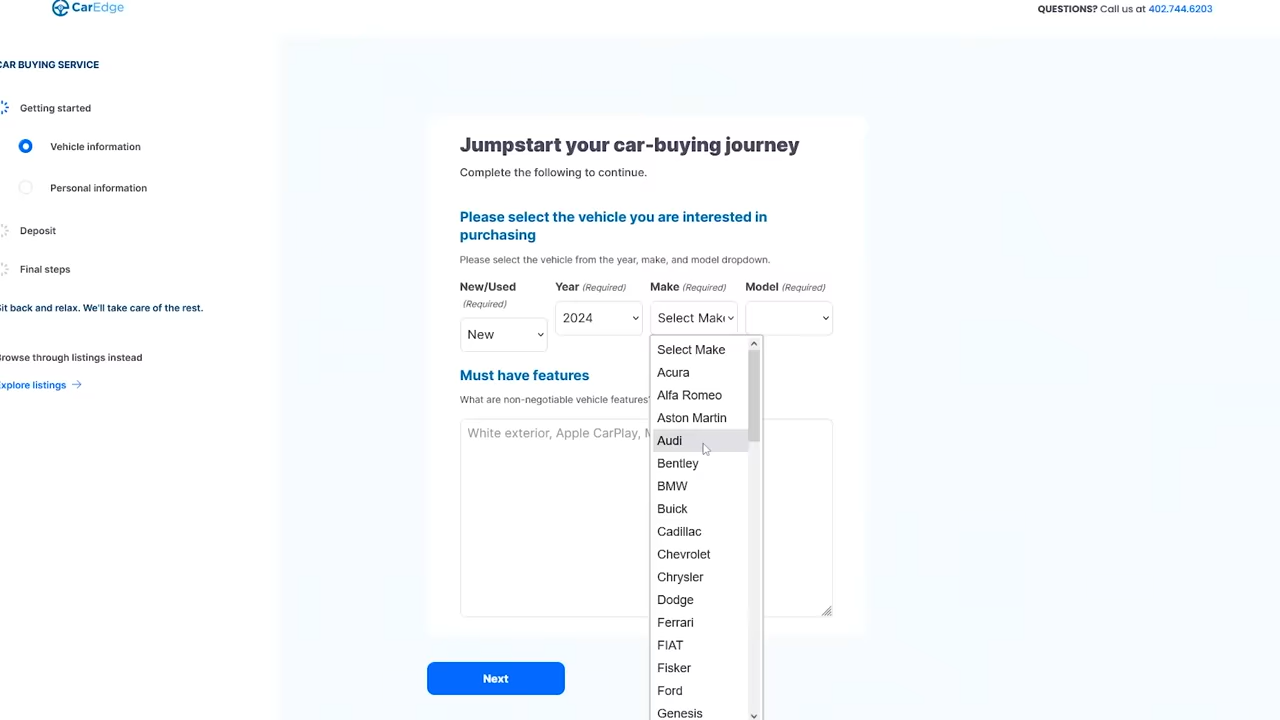 CarEdge
QUESTIONS? Call us at 402.744.6203
CAR BUYING SERVICE
Getting started
Vehicle information
Personal information
Deposit
Final steps
Sit back and relax. We'll take care of the rest.
Browse through listings instead
Explore listings
Jumpstart your car-buying journey
Complete the following to continue.
Please select the vehicle you are interested in
purchasing
Please select the vehicle from the year, make, and model dropdown.
New/Used
(Required)
Year (Required)
Make (Required)
Model (Required)
New
2024
Select Make
Must have features
What are non-negotiable vehicle features
White exterior, Apple CarPlay, M
Select Make
Acura
Alfa Romeo
Aston Martin
Audi
Bentley
BMW
Buick
Cadillac
Chevrolet
Chrysler
Dodge
Ferrari
FIAT
Fisker
Ford
Genesis
Next